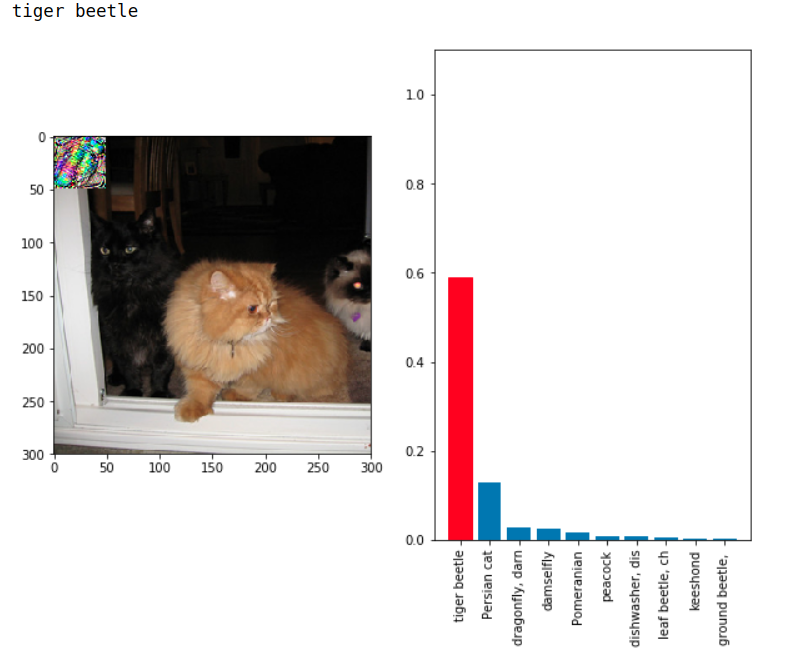 tiger beetle
0
50
100
150
200
250
300
0
50
100
150
200
250
300
1.0
0.8
0.6
0.4
0.2
0.0
tiger beetle
Persian cat
dragonfly, darn
damselfly
Pomeranian
peacock
dishwasher, dis
leaf beetle, ch
keeshond
ground beetle,